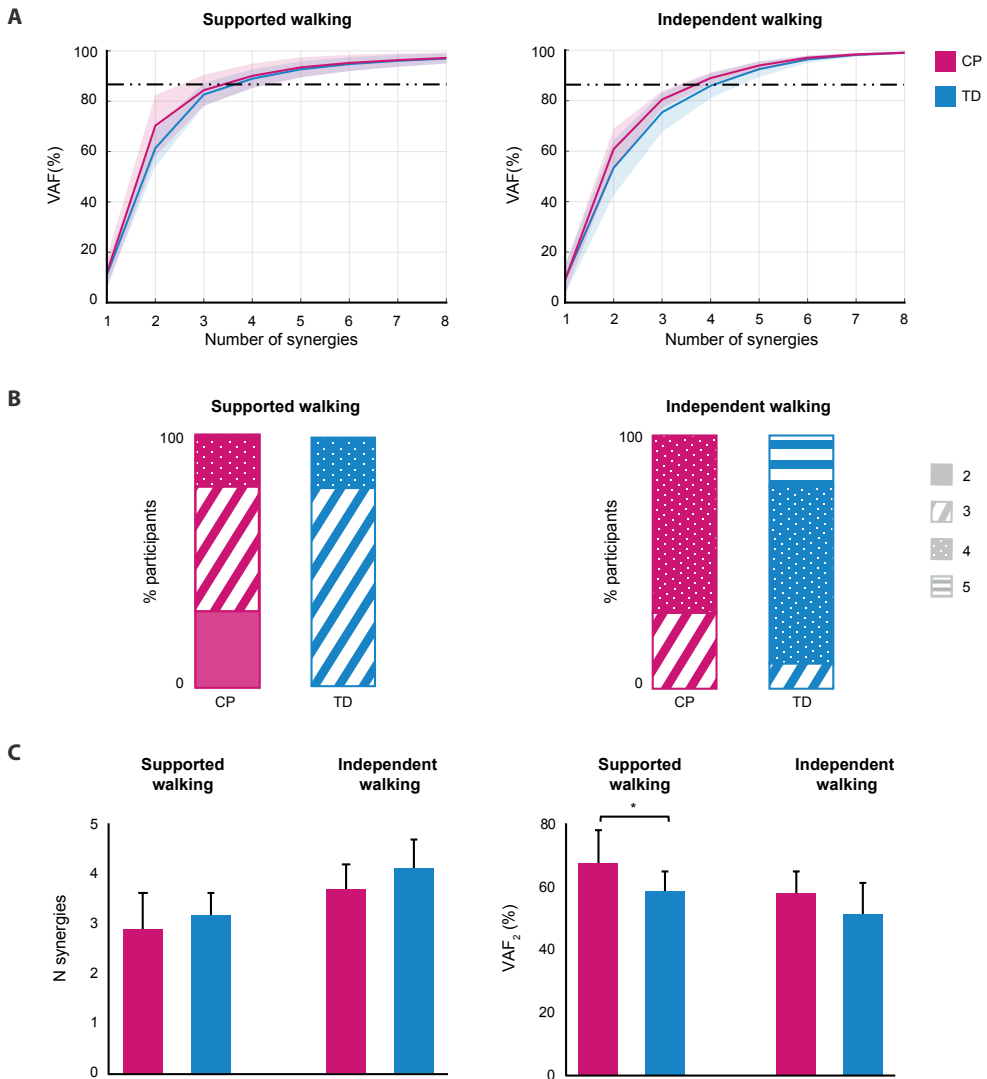 A
Supported walking
Independent walking
100
80
60
40
20
0
VAF(%)
1 2 3 4 5 6 7 8
Number of synergies
100
80
60
40
20
0
VAF(%)
1 2 3 4 5 6 7 8
Number of synergies
CP
TD
B
Supported walking
Independent walking
100
% participants
0
CP TD
100
% participants
0
CP TD
2
3
4
5
C
Supported
walking
Independent
walking
5
4
3
2
1
0
N synergies
Supported
walking
Independent
walking
*
80
60
40
20
0
VAF₂ (%)